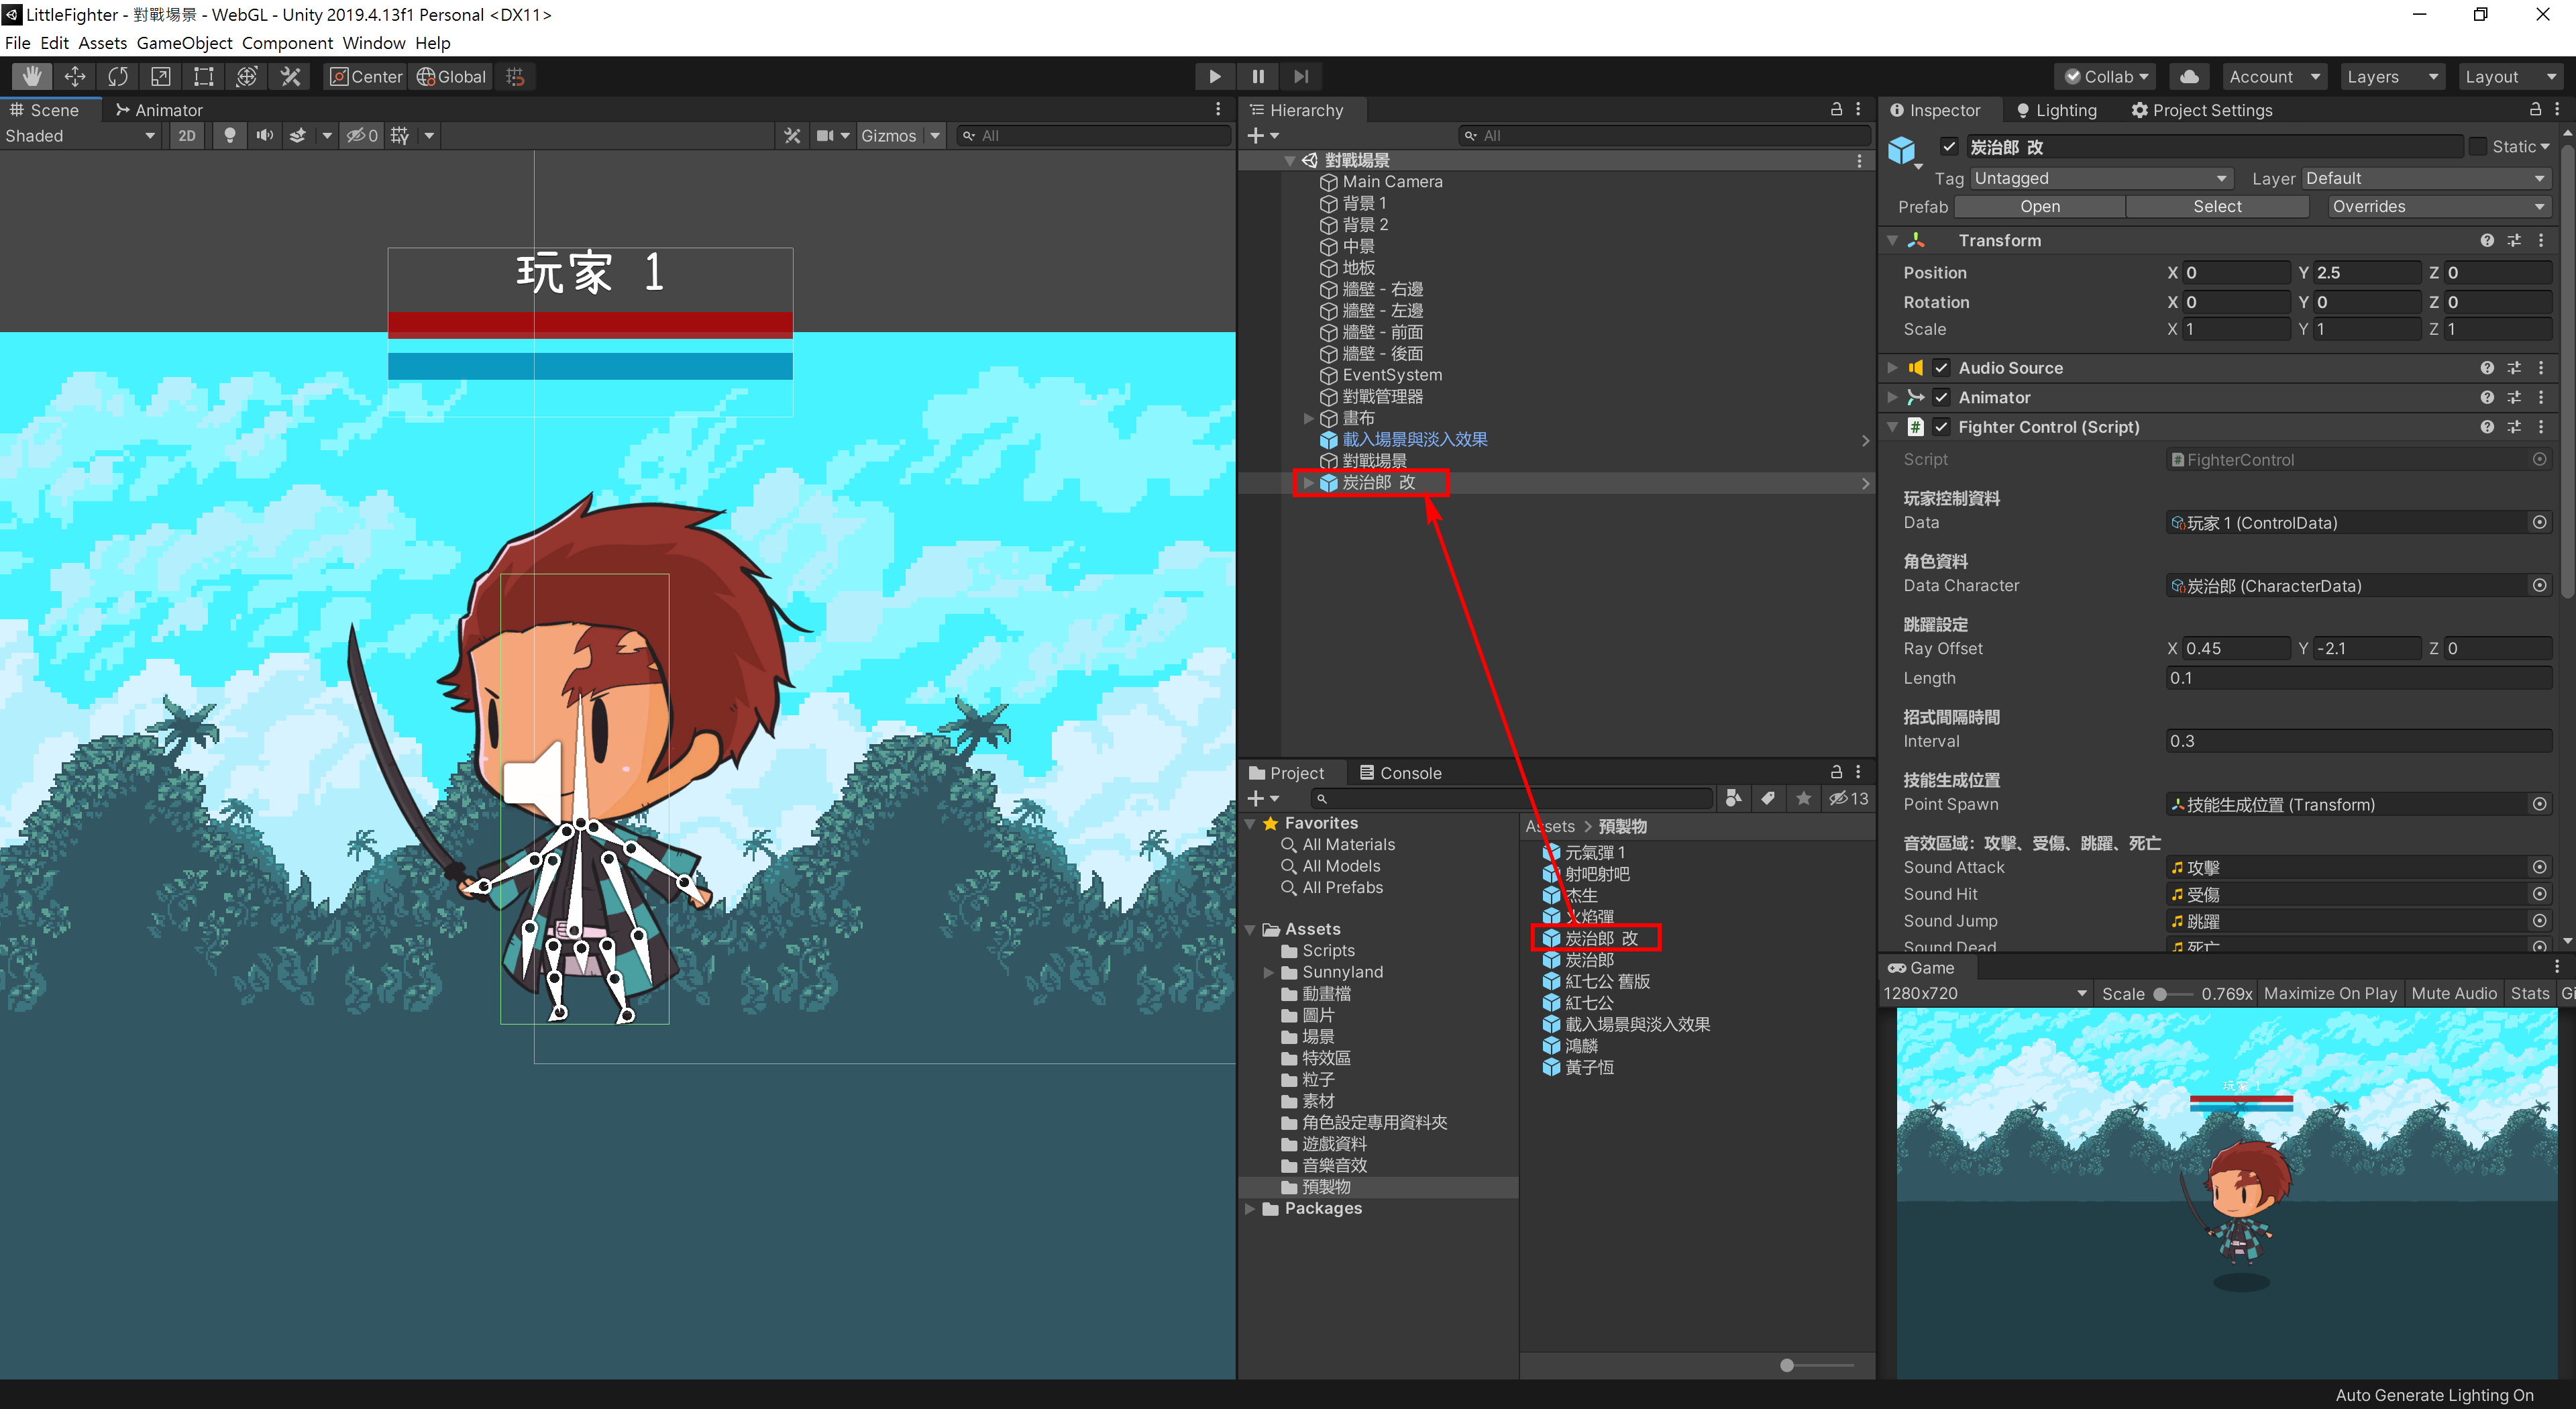 LittleFighter - 對戰場景 - WebGL - Unity 2019.4.13f1 Personal <DX11>
File Edit Assets GameObject Component Window Help
Center Global
Collab Account Layers Layout
Scene Animator
Shaded 2D 0 Gizmos All
玩家 1
Hierarchy
All
對戰場景
Main Camera
背景 1
背景 2
中景
地板
牆壁 - 右邊
牆壁 - 左邊
牆壁 - 前面
牆壁 - 後面
EventSystem
對戰管理器
畫布
載入場景與淡入效果
對戰場景
炭治郎 改
Project Console
13
Favorites
All Materials
All Models
All Prefabs
Assets
Scripts
Sunnyland
動畫檔
圖片
場景
特效區
粒子
素材
角色設定專用資料夾
遊戲資料
音樂音效
預製物
Packages
Assets > 預製物
元氣彈 1
射吧射吧
杰生
火焰彈
炭治郎 改
炭治郎
紅七公 舊版
紅七公
載入場景與淡入效果
鴻麟
黃子恆
Inspector Lighting Project Settings
炭治郎 改 Static
Tag Untagged Layer Default
Prefab Open Select Overrides
Transform
Position X 0 Y 2.5 Z 0
Rotation X 0 Y 0 Z 0
Scale X 1 Y 1 Z 1
Audio Source
Animator
Fighter Control (Script)
Script FighterControl
玩家控制資料
Data 玩家 1 (ControlData)
角色資料
Data Character 炭治郎 (CharacterData)
跳躍設定
Ray Offset X 0.45 Y -2.1 Z 0
Length 0.1
招式間隔時間
Interval 0.3
技能生成位置
Point Spawn 技能生成位置 (Transform)
音效區域：攻擊、受傷、跳躍、死亡
Sound Attack 攻擊
Sound Hit 受傷
Sound Jump 跳躍
Sound Dead 死亡
Game
1280x720 Scale 0.769x Maximize On Play Mute Audio Stats Gi
玩家 1
Auto Generate Lighting On